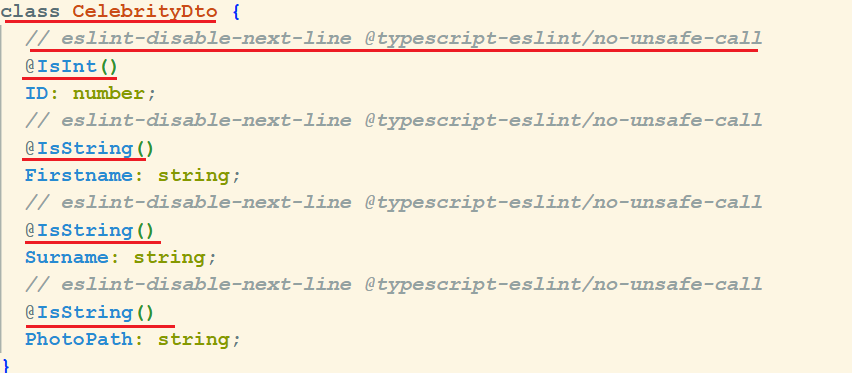 class CelebrityDto {
// eslint-disable-next-line @typescript-eslint/no-unsafe-call
@IsInt()
ID: number;
// eslint-disable-next-line @typescript-eslint/no-unsafe-call
@IsString()
Firstname: string;
// eslint-disable-next-line @typescript-eslint/no-unsafe-call
@IsString()
Surname: string;
// eslint-disable-next-line @typescript-eslint/no-unsafe-call
@IsString()
PhotoPath: string;
}